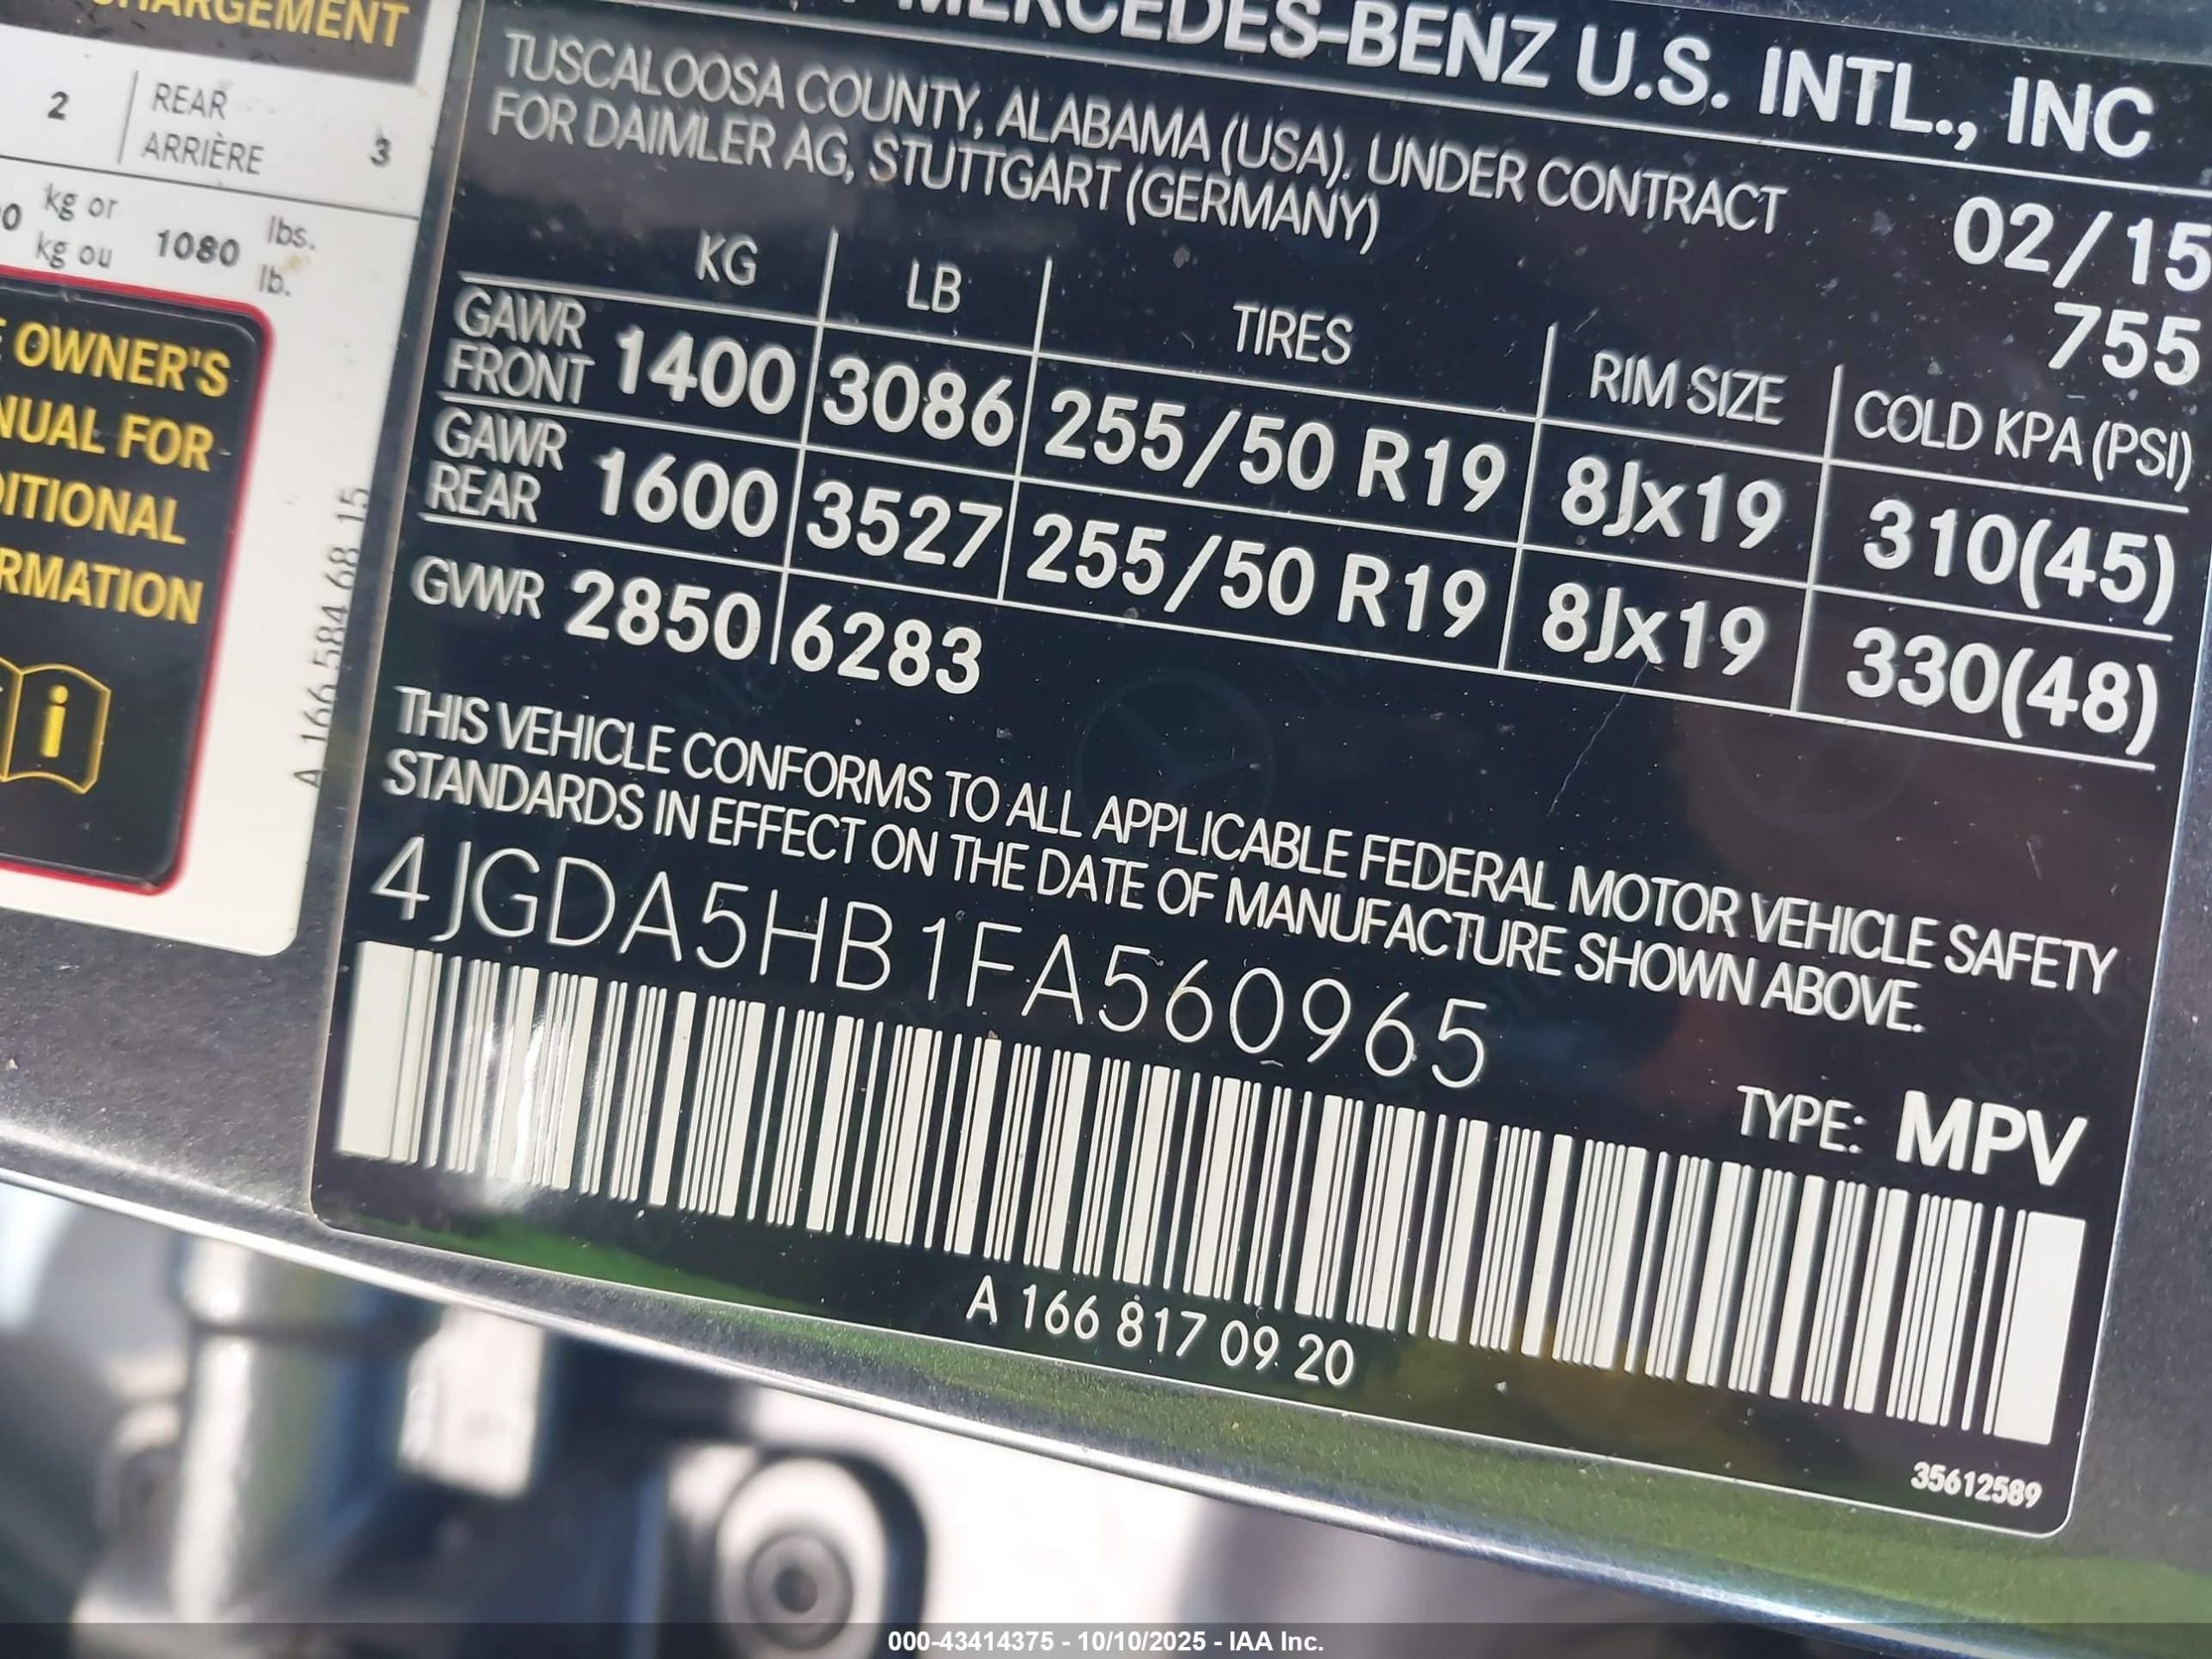 2 REAR
ARRIÈRE 3
kg or
kg ou 1080 lbs.
lb.
OWNER'S
FOR
A 166 584 68 15
MERCEDES-BENZ U.S. INTL., INC
TUSCALOOSA COUNTY, ALABAMA (USA). UNDER CONTRACT
FOR DAIMLER AG, STUTTGART (GERMANY)
02/15
755
KG LB TIRES RIM SIZE COLD KPA (PSI)
GAWR
FRONT 1400 3086 255/50 R19 8Jx19 310(45)
GAWR
REAR 1600 3527 255/50 R19 8Jx19 330(48)
GVWR 2850 6283
THIS VEHICLE CONFORMS TO ALL APPLICABLE FEDERAL MOTOR VEHICLE SAFETY
STANDARDS IN EFFECT ON THE DATE OF MANUFACTURE SHOWN ABOVE.
4JGDA5HB1FA560965
TYPE: MPV
A 166 817 09 20
35612589
000-43414375 - 10/10/2025 - IAA Inc.